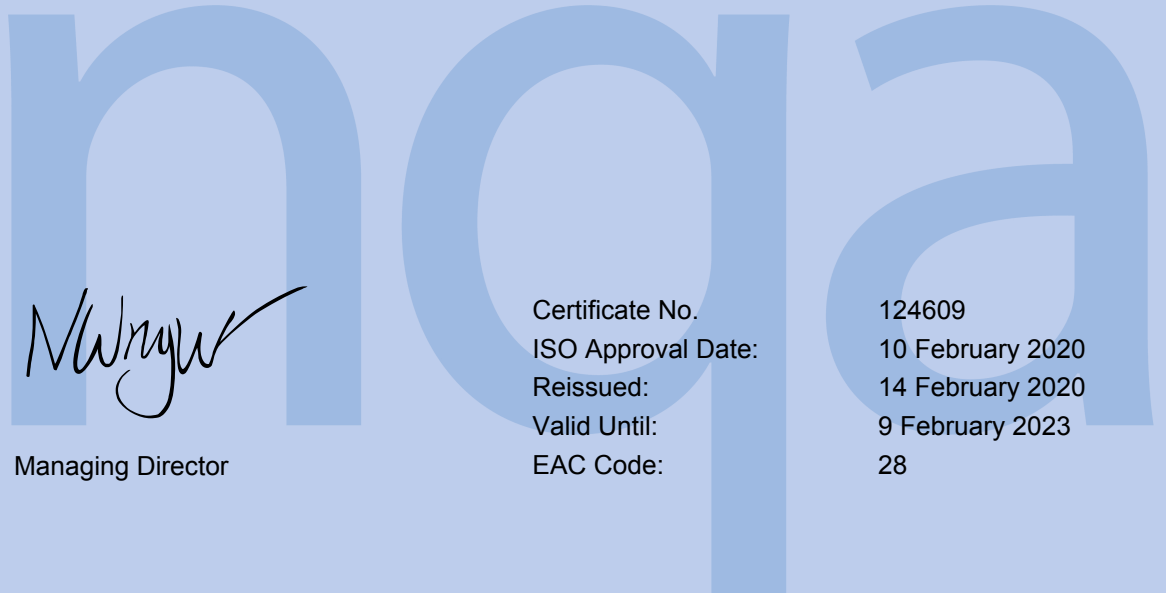 nqa
Certificate No. 124609
ISO Approval Date: 10 February 2020
Reissued: 14 February 2020
Valid Until: 9 February 2023
Managing Director
EAC Code: 28